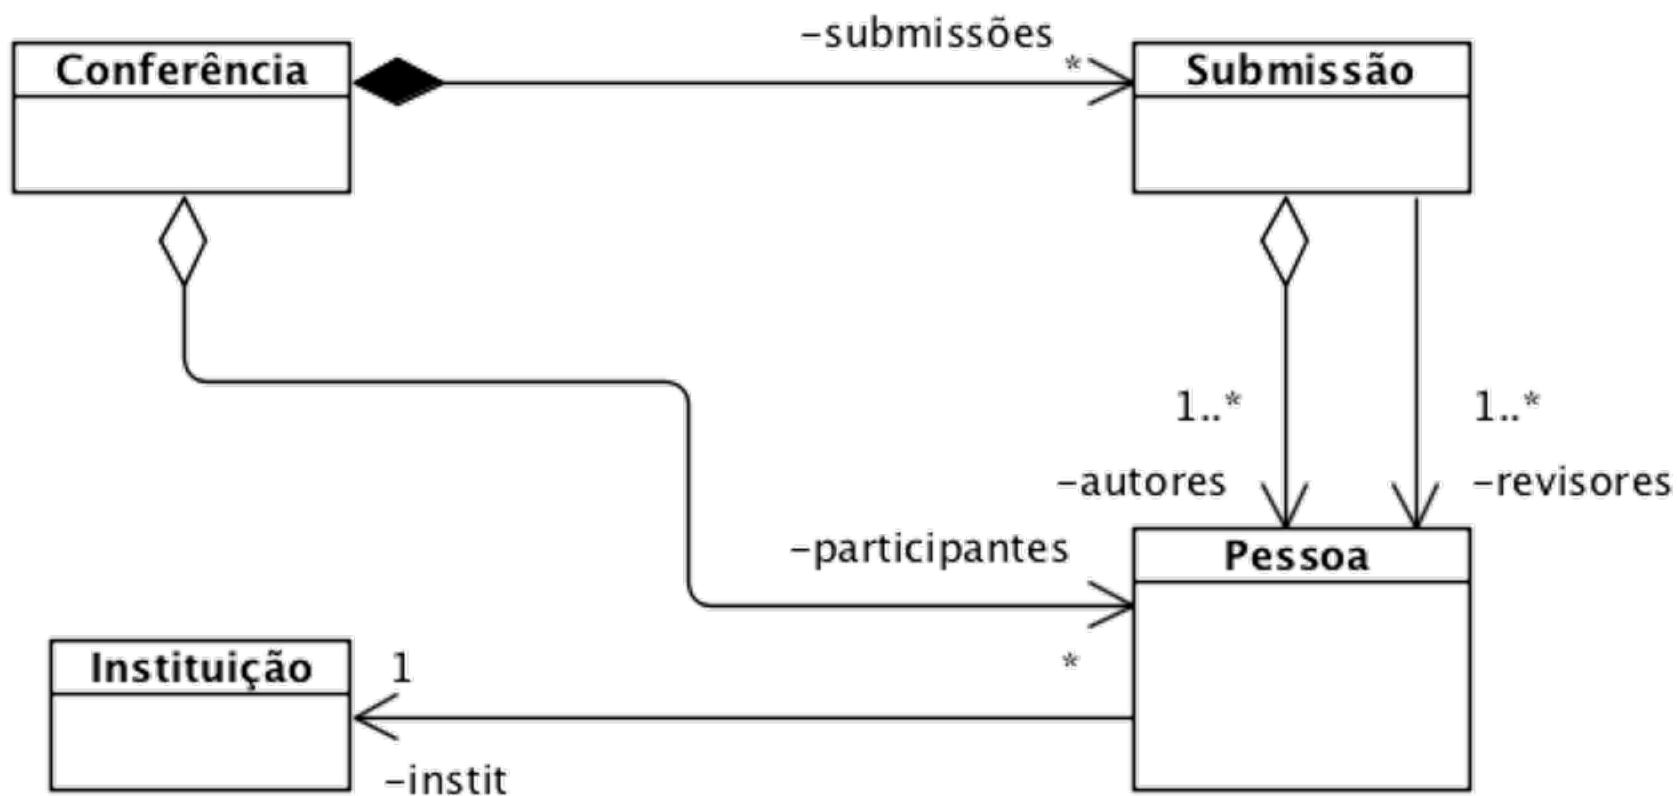 -submissões
Conferência
*
Submissão
1..*
1..*
-autores
-revisores
-participantes
Pessoa
Instituição
1
*
-instit